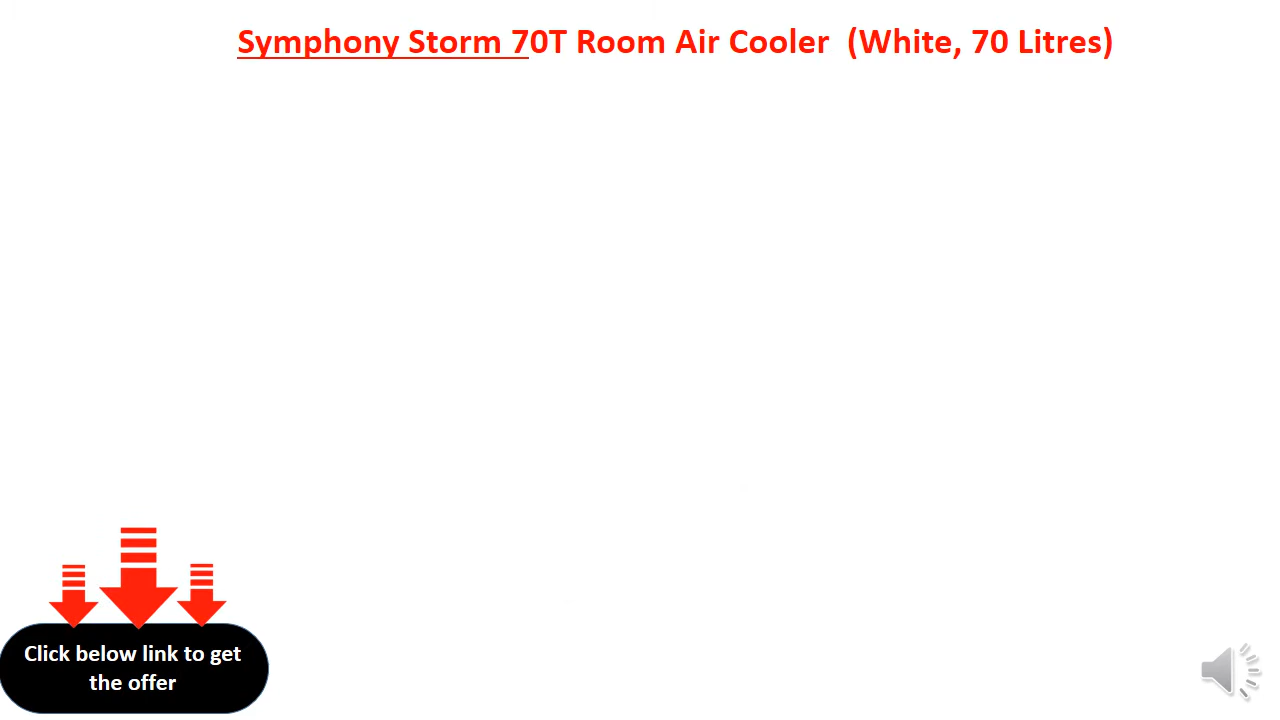 Symphony Storm 70T Room Air Cooler  (White, 70 Litres)
Click below link to get
the offer